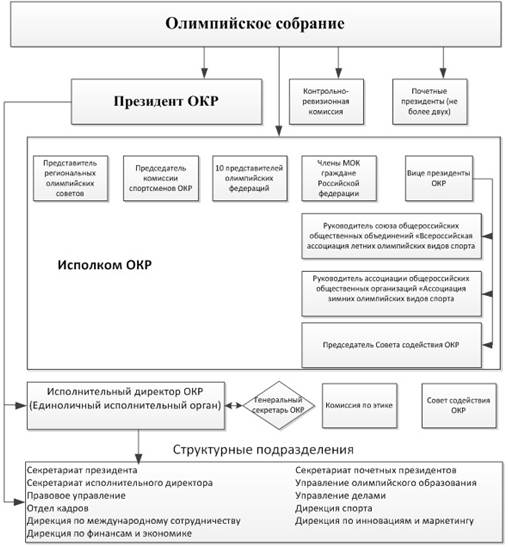 Олимпийское собрание
Президент ОКР
Контрольно-
ревизионная
комиссия
Почетные
президенты (не
более двух)
Представитель
региональных
олимпийских
советов
Председатель
комиссии
спортсменов ОКР
10 представителей
олимпийских
федераций
Члены МОК
граждане
Российской
федерации
Вице президенты
ОКР
Руководитель союза общероссийских
общественных объединений «Всероссийская
ассоциация летних олимпийских видов спорта
Исполком ОКР
Руководитель ассоциации общероссийских
общественных организаций «Ассоциация
зимних олимпийских видов спорта
Председатель Совета содействия ОКР
Исполнительный директор ОКР
(Единоличный исполнительный орган)
Генеральный
секретарь ОКР
Комиссия по этике
Совет содействия
ОКР
Структурные подразделения
Секретариат президента
Секретариат исполнительного директора
Правовое управление
Отдел кадров
Дирекция по международному сотрудничеству
Дирекция по финансам и экономике
Секретариат почетных президентов
Управление олимпийского образования
Управление делами
Дирекция спорта
Дирекция по инновациям и маркетингу